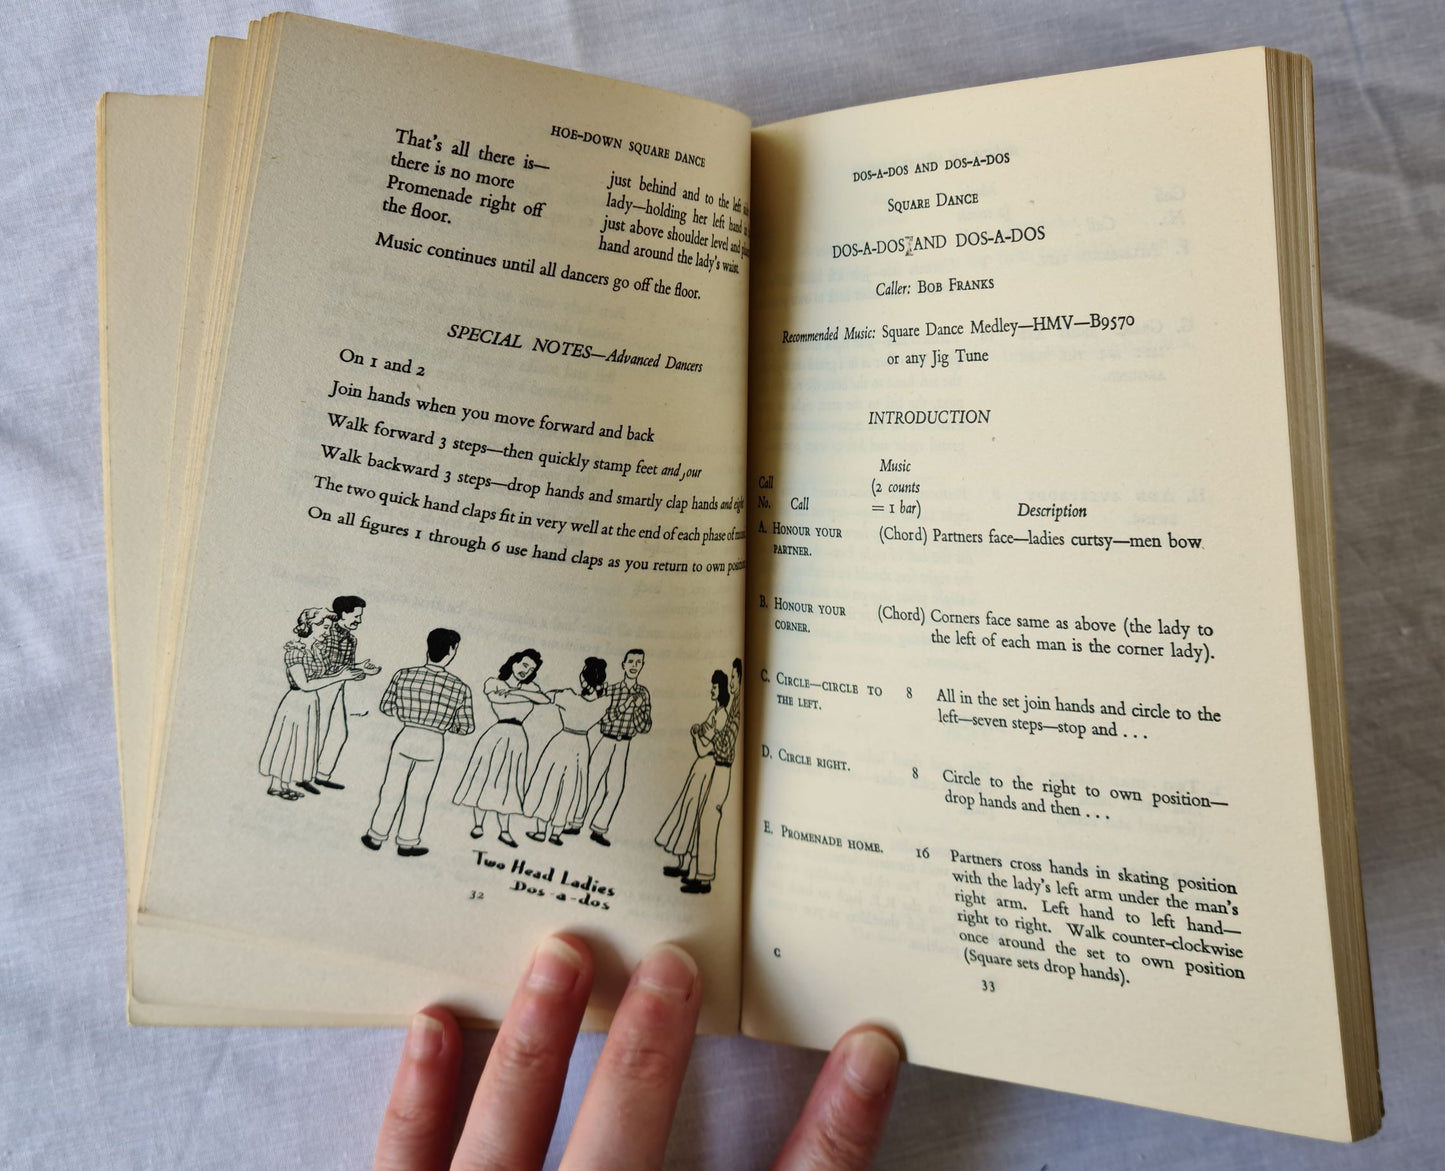 HOE-DOWN SQUARE DANCE
That's all there is—
there is no more
Promenade right off
the floor.
just behind and to the left
lady—holding her left hand
just above shoulder level and
hand around the lady's waist.
Music continues until all dancers go off the floor.
SPECIAL NOTES—Advanced Dancers
On 1 and 2
Join hands when you move forward and back
Walk forward 3 steps—then quickly stamp feet and four
Walk backward 3 steps—drop hands and smartly clap hands and eight
The two quick hand claps fit in very well at the end of each phase of
On all figures 1 through 6 use hand claps as you return to own
Two Head Ladies
Dos-a-dos
32
DOS-A-DOS AND DOS-A-DOS
SQUARE DANCE
DOS-A-DOS AND DOS-A-DOS
Caller: BOB FRANKS
Recommended Music: Square Dance Medley—HMV—B9570
or any Jig Tune
INTRODUCTION
Call
No. Call
Music
(2 counts
= 1 bar)
Description
A. HONOUR YOUR
PARTNER.
(Chord) Partners face—ladies curtsy—men bow.
B. HONOUR YOUR
CORNER.
(Chord) Corners face same as above (the lady to
the left of each man is the corner lady).
C. CIRCLE—CIRCLE TO
THE LEFT.
8 All in the set join hands and circle to the
left—seven steps—stop and . . .
D. CIRCLE RIGHT.
8 Circle to the right to own position—
drop hands and then . . .
E. PROMENADE HOME.
16 Partners cross hands in skating position
with the lady's left arm under the man's
right arm. Left hand to left hand—
right to right. Walk counter-clockwise
once around the set to own position
(Square sets drop hands).
C
33